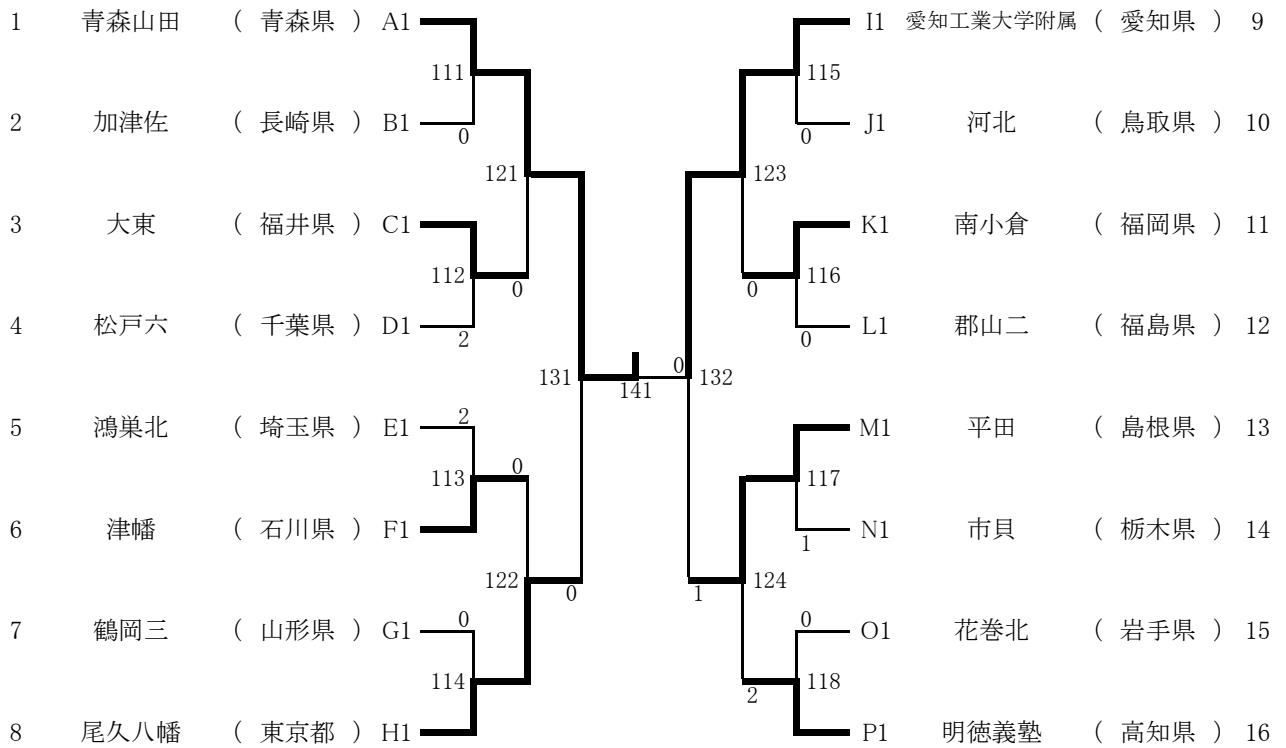 1 青森山田 ( 青森県 ) A1 I1 愛知工業大学附属 ( 愛知県 ) 9
111 115
2 加津佐 ( 長崎県 ) B1 J1 河北 ( 鳥取県 ) 10
0 0
121 123
3 大東 ( 福井県 ) C1 K1 南小倉 ( 福岡県 ) 11
112 116
0 0
4 松戸六 ( 千葉県 ) D1 L1 郡山二 ( 福島県 ) 12
2 0
131 0 132
141
5 鴻巣北 ( 埼玉県 ) E1 2 M1 平田 ( 島根県 ) 13
113 0 117
6 津幡 ( 石川県 ) F1 N1 市貝 ( 栃木県 ) 14
1
122 124
0 1
7 鶴岡三 ( 山形県 ) G1 0 0 O1 花巻北 ( 岩手県 ) 15
114 118
2
8 尾久八幡 ( 東京都 ) H1 P1 明徳義塾 ( 高知県 ) 16